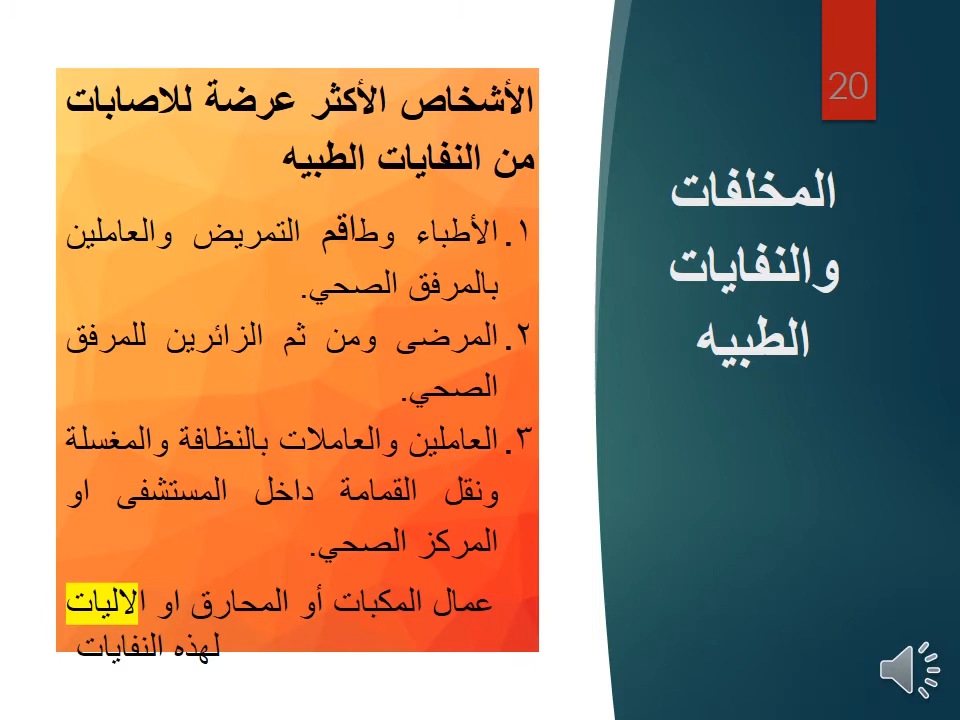 20
المخلفات
والنفايات
الطبيه
الأشخاص الأكثر عرضة للاصابات
من النفايات الطبيه
١. الأطباء وطاقم التمريض والعاملين
بالمرفق الصحي.
٢. المرضى ومن ثم الزائرين للمرفق
الصحي.
٣. العاملين والعاملات بالنظافة والمغسلة
ونقل القمامة داخل المستشفى او
المركز الصحي.
عمال المكبات أو المحارق او الاليات
لهذه النفايات